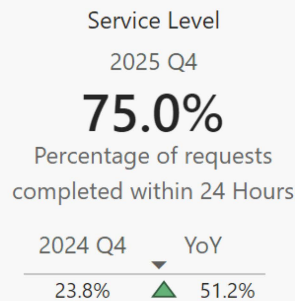 Service Level
2025 Q4
75.0%
Percentage of requests
completed within 24 Hours
2024 Q4 YoY
23.8% 51.2%